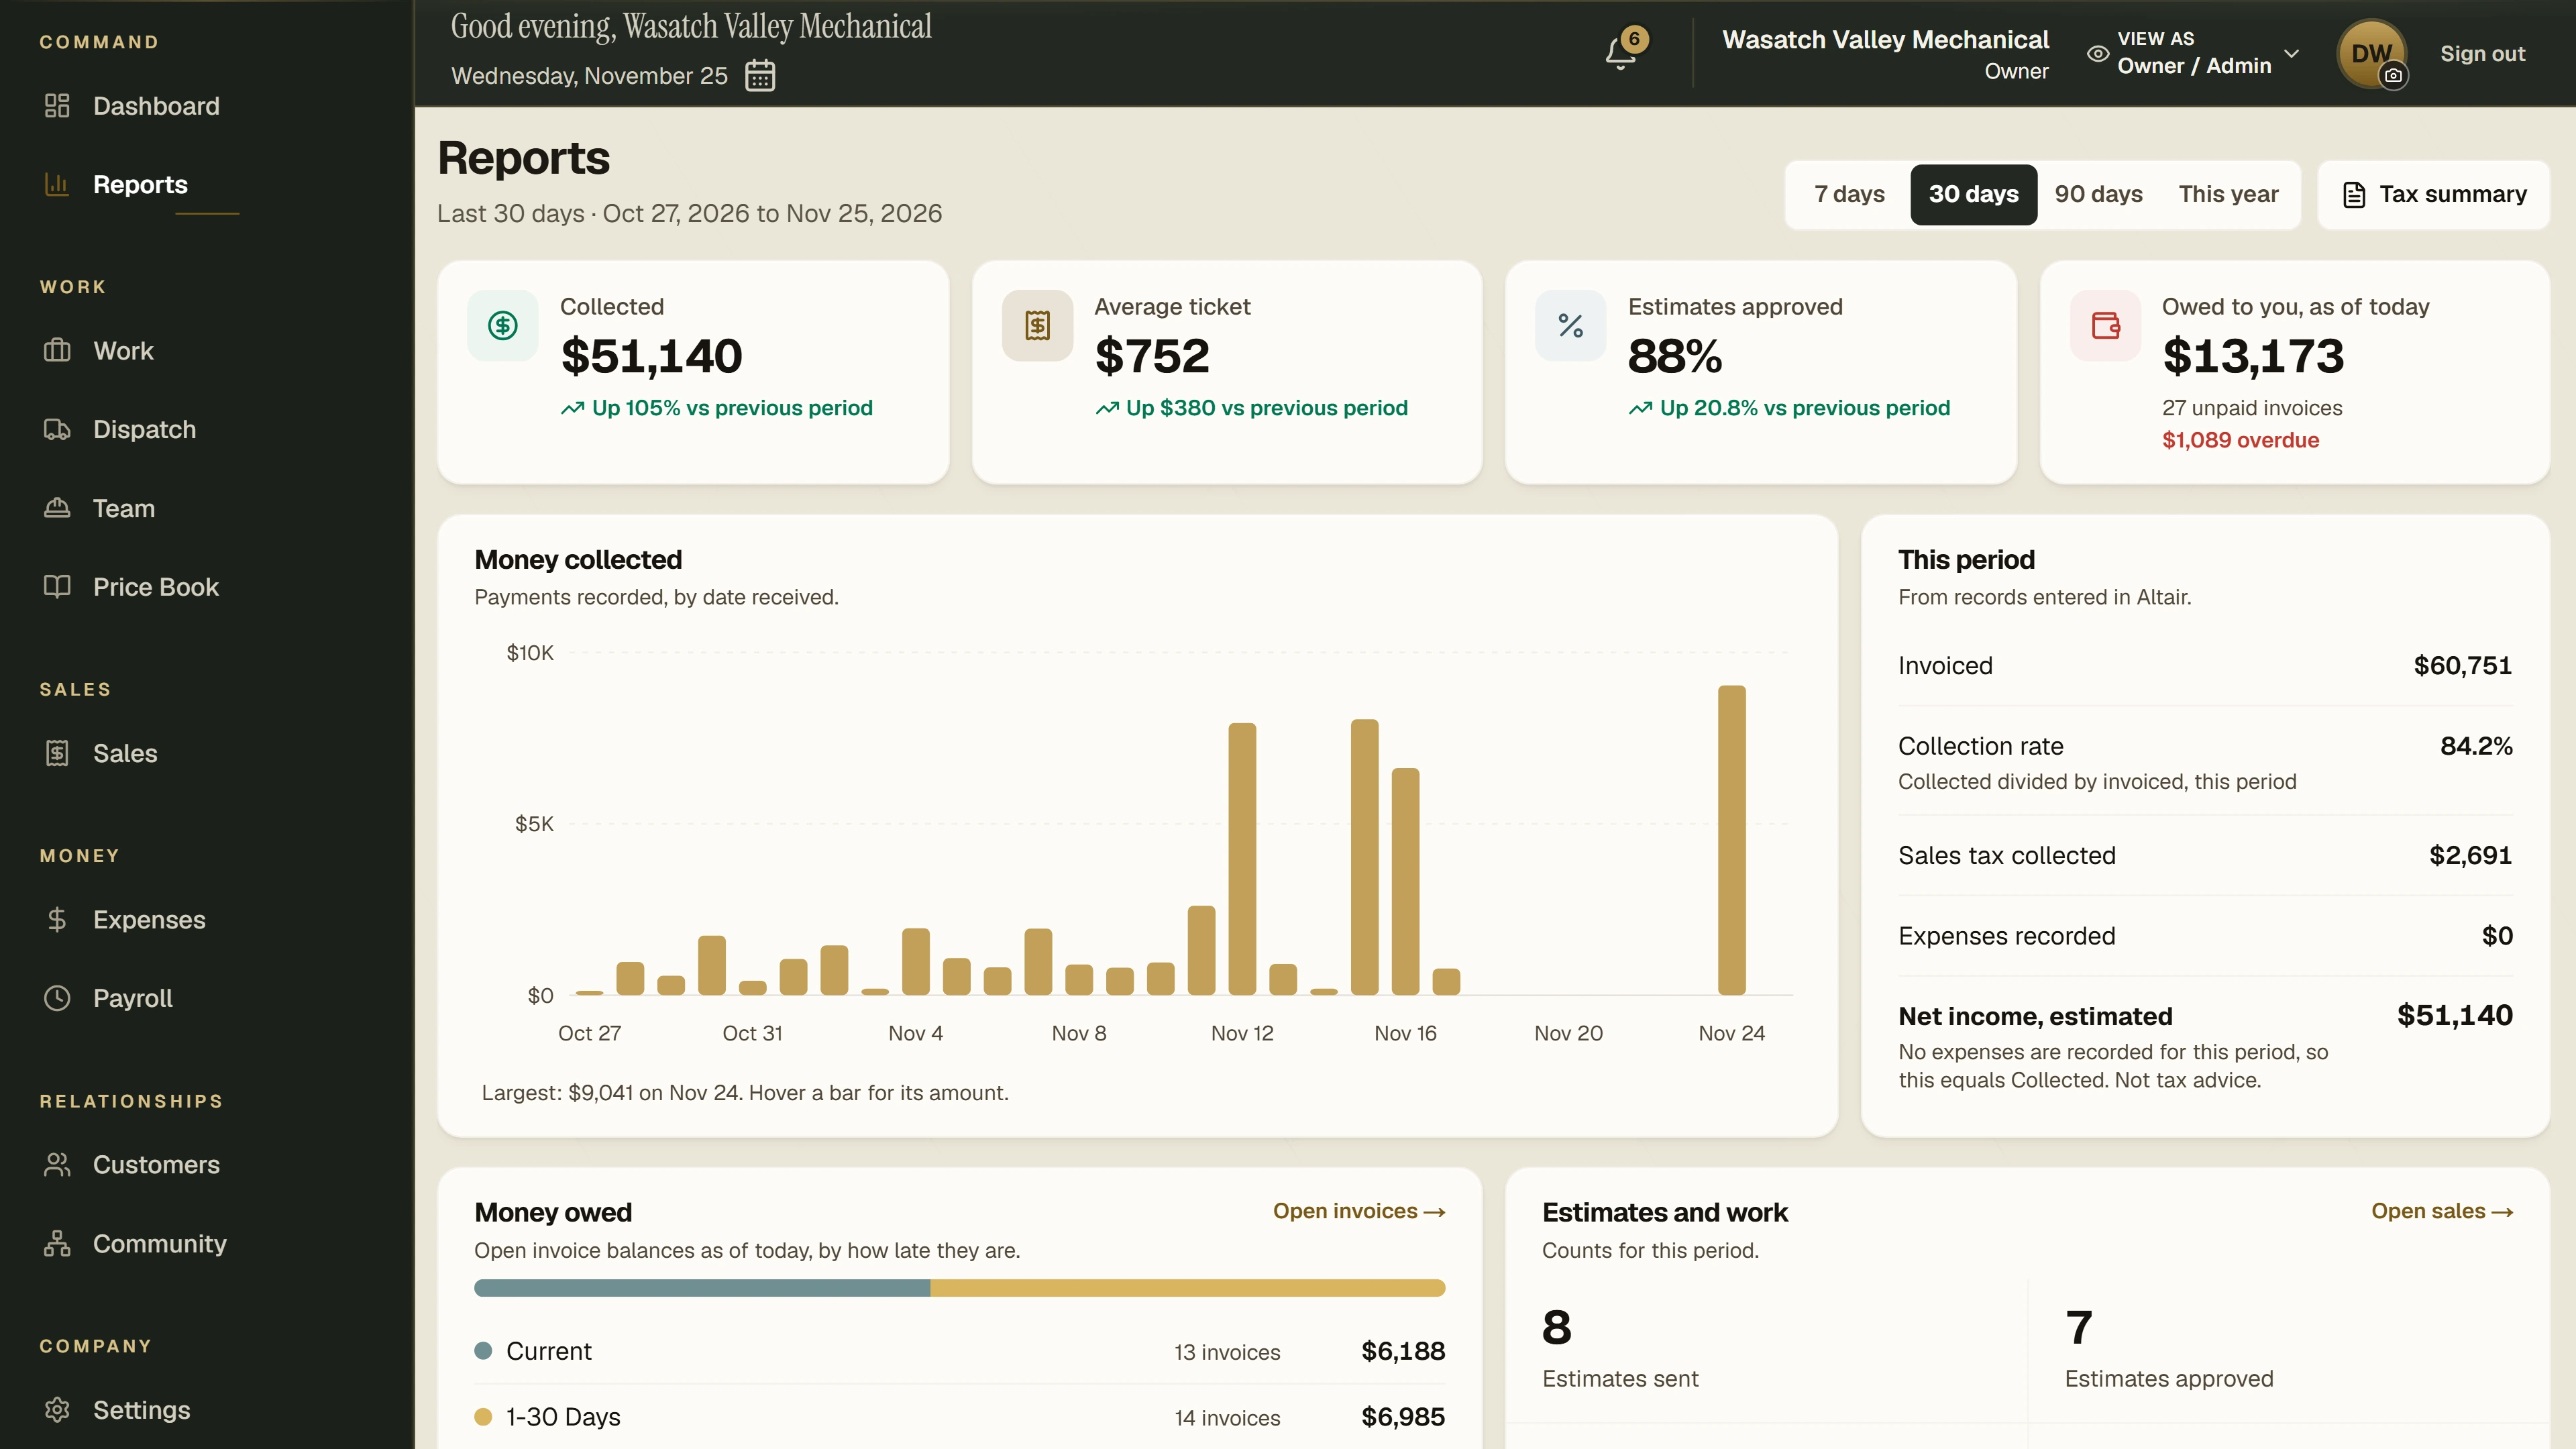 COMMAND
Dashboard
Reports
WORK
Work
Dispatch
Team
Price Book
SALES
Sales
MONEY
Expenses
Payroll
RELATIONSHIPS
Customers
Community
COMPANY
Settings
Good evening, Wasatch Valley Mechanical
Wednesday, November 25
6
Wasatch Valley Mechanical
Owner
VIEW AS
Owner / Admin
DW
Sign out
Reports
Last 30 days · Oct 27, 2026 to Nov 25, 2026
7 days
30 days
90 days
This year
Tax summary
Collected
$51,140
Up 105% vs previous period
Average ticket
$752
Up $380 vs previous period
Estimates approved
88%
Up 20.8% vs previous period
Owed to you, as of today
$13,173
27 unpaid invoices
$1,089 overdue
Money collected
Payments recorded, by date received.
$10K
$5K
$0
Oct 27 Oct 31 Nov 4 Nov 8 Nov 12 Nov 16 Nov 20 Nov 24
Largest: $9,041 on Nov 24. Hover a bar for its amount.
This period
From records entered in Altair.
Invoiced $60,751
Collection rate 84.2%
Collected divided by invoiced, this period
Sales tax collected $2,691
Expenses recorded $0
Net income, estimated $51,140
No expenses are recorded for this period, so
this equals Collected. Not tax advice.
Money owed
Open invoices →
Open invoice balances as of today, by how late they are.
Current 13 invoices $6,188
1-30 Days 14 invoices $6,985
Estimates and work
Open sales →
Counts for this period.
8
Estimates sent
7
Estimates approved